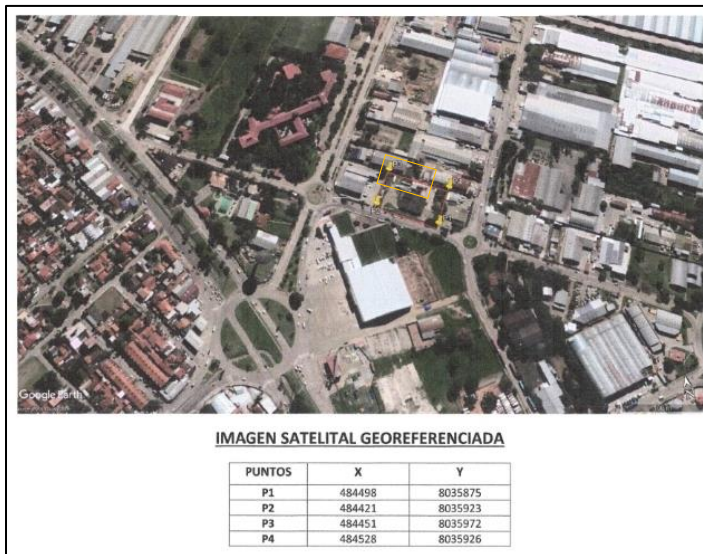 Google Earth
IMAGEN SATELITAL GEOREFERENCIADA
PUNTOS X Y
P1 484498 8035875
P2 484421 8035923
P3 484451 8035972
P4 484528 8035926